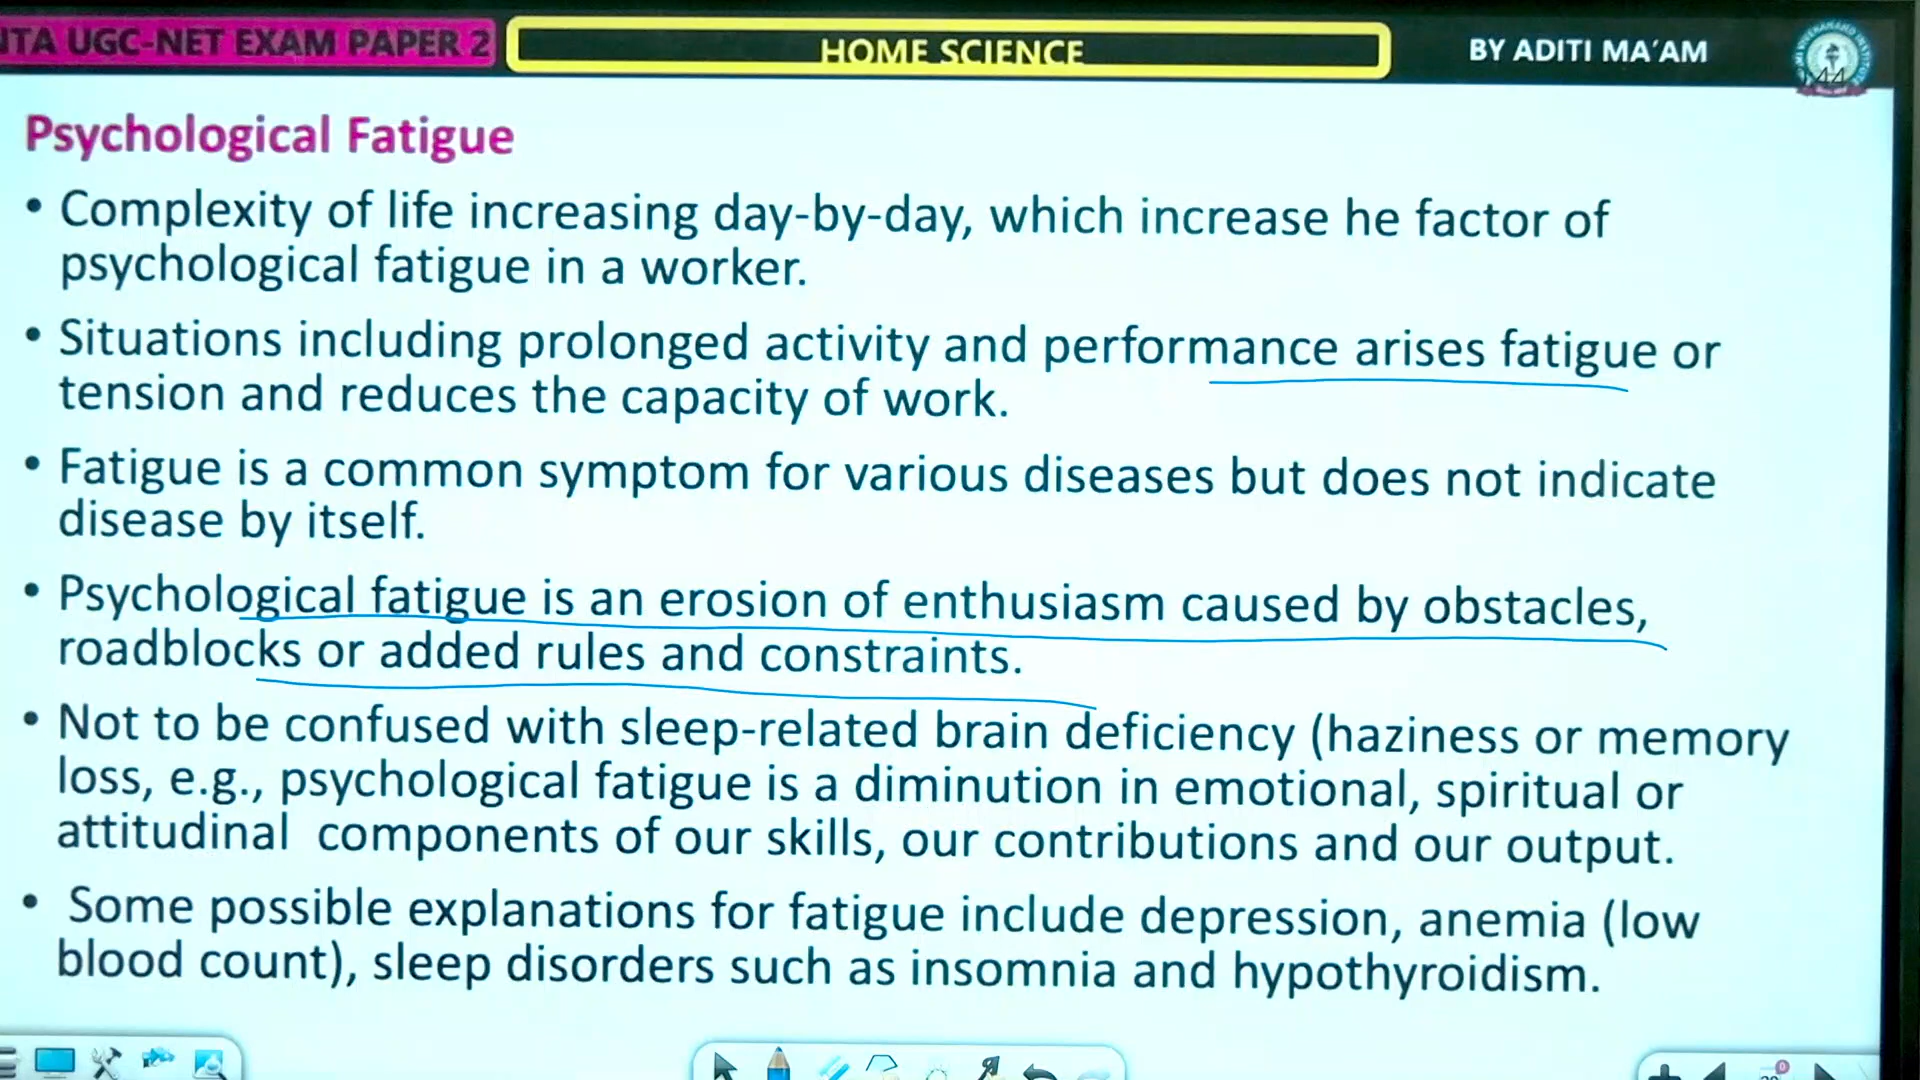 NTA UGC-NET EXAM PAPER 2
HOME SCIENCE
BY ADITI MA'AM
Psychological Fatigue
• Complexity of life increasing day-by-day, which increase he factor of
psychological fatigue in a worker.
• Situations including prolonged activity and performance arises fatigue or
tension and reduces the capacity of work.
• Fatigue is a common symptom for various diseases but does not indicate
disease by itself.
• Psychological fatigue is an erosion of enthusiasm caused by obstacles,
roadblocks or added rules and constraints.
• Not to be confused with sleep-related brain deficiency (haziness or memory
loss, e.g., psychological fatigue is a diminution in emotional, spiritual or
attitudinal components of our skills, our contributions and our output.
• Some possible explanations for fatigue include depression, anemia (low
blood count), sleep disorders such as insomnia and hypothyroidism.